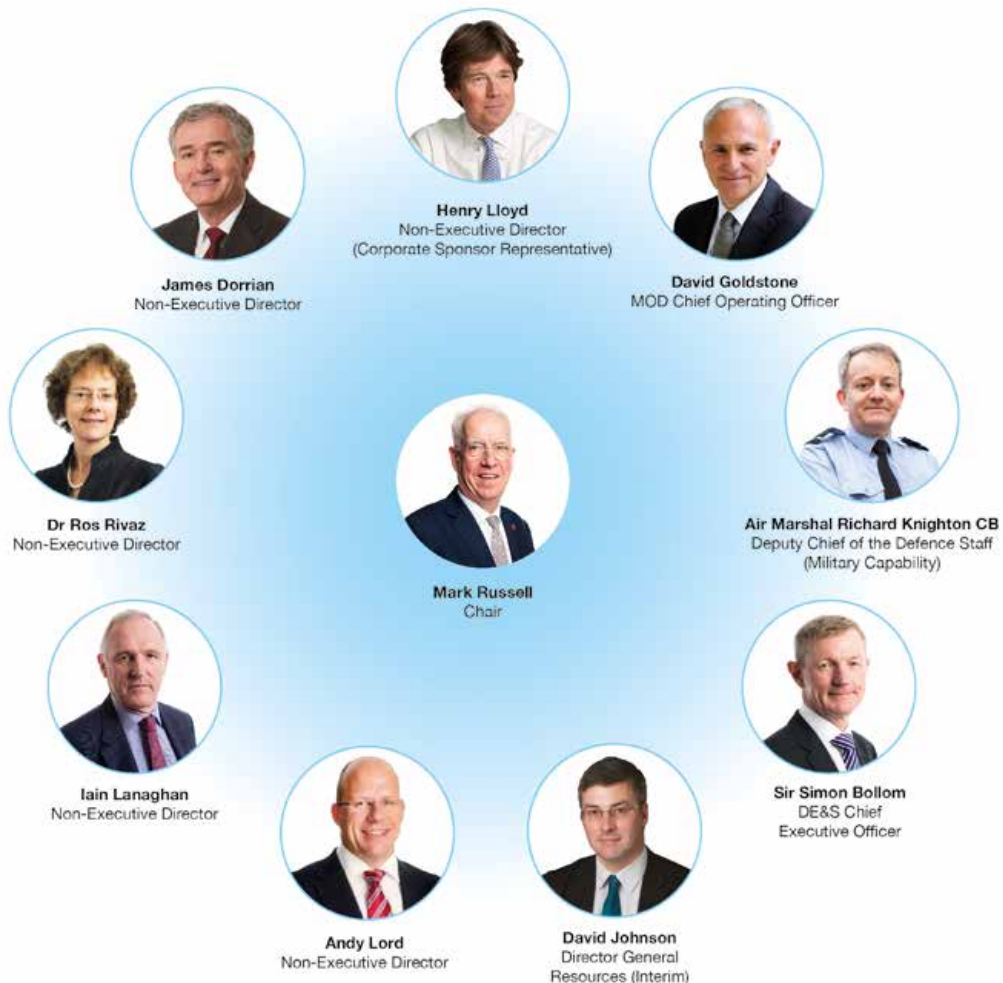 Henry Lloyd
Non-Executive Director
(Corporate Sponsor Representative)
James Dorrian
Non-Executive Director
David Goldstone
MOD Chief Operating Officer
Dr Ros Rivaz
Non-Executive Director
Air Marshal Richard Knighton CB
Deputy Chief of the Defence Staff
(Military Capability)
Mark Russell
Chair
Iain Lanaghan
Non-Executive Director
Sir Simon Bollom
DE&S Chief
Executive Officer
Andy Lord
Non-Executive Director
David Johnson
Director General
Resources (Interim)